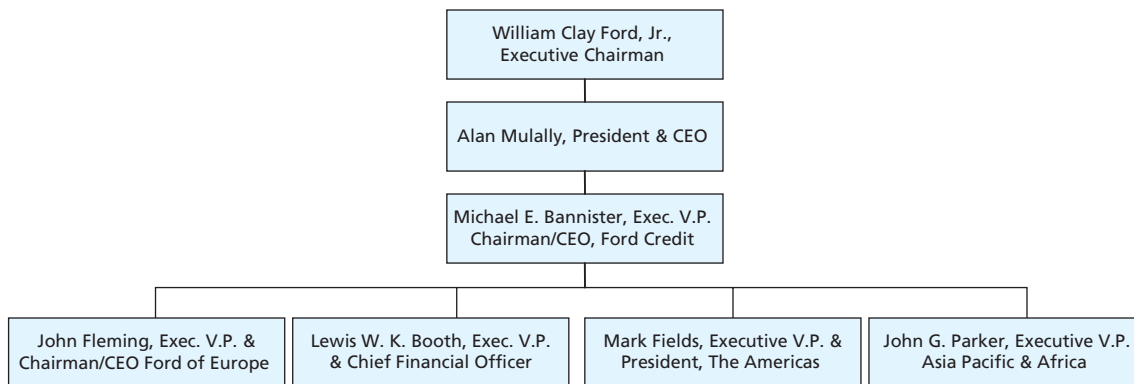 William Clay Ford, Jr.,
Executive Chairman
Alan Mulally, President & CEO
Michael E. Bannister, Exec. V.P.
Chairman/CEO, Ford Credit
John Fleming, Exec. V.P. &
Chairman/CEO Ford of Europe
Lewis W. K. Booth, Exec. V.P.
& Chief Financial Officer
Mark Fields, Executive V.P. &
President, The Americas
John G. Parker, Executive V.P.
Asia Pacific & Africa